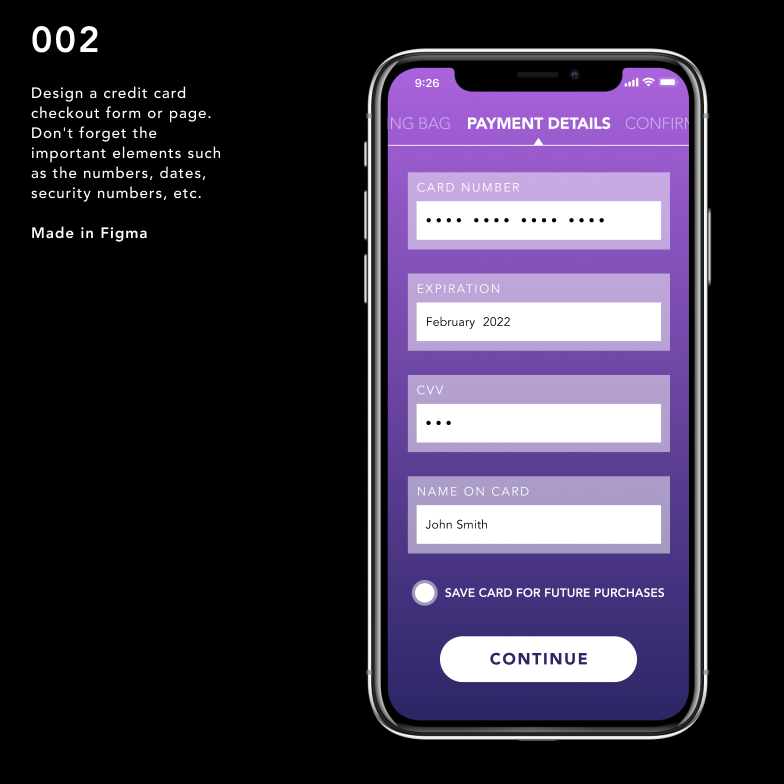 002
Design a credit card
checkout form or page.
Don't forget the
important elements such
as the numbers, dates,
security numbers, etc.
Made in Figma
9:26
NG BAG PAYMENT DETAILS CONFIRM
CARD NUMBER
•••• •••• •••• ••••
EXPIRATION
February 2022
CVV
•••
NAME ON CARD
John Smith
SAVE CARD FOR FUTURE PURCHASES
CONTINUE